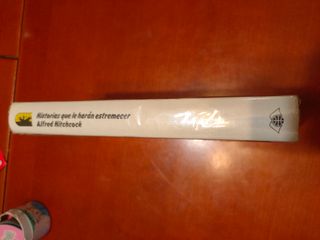 Historias que le harán estremecer
Alfred Hitchcock